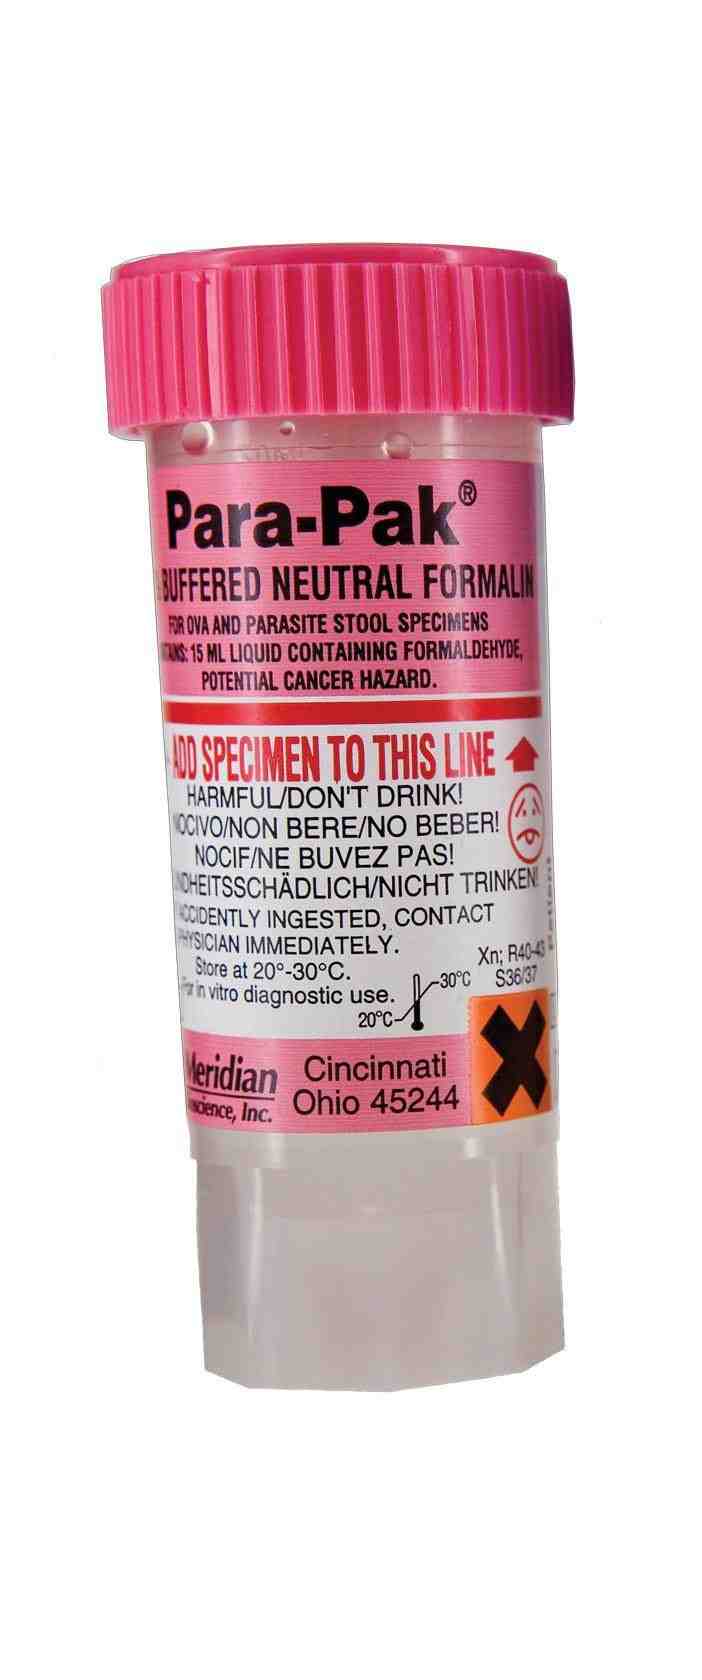 Para-Pak®
BUFFERED NEUTRAL FORMALIN
FOR OVA AND PARASITE STOOL SPECIMENS
15 ML LIQUID CONTAINING FORMALDEHYDE,
POTENTIAL CANCER HAZARD.
ADD SPECIMEN TO THIS LINE
HARMFUL/DON'T DRINK!
NOCIVO/NON BERE/NO BEBER!
NOCIF/NE BUVEZ PAS!
NDHEITSSCHÄDLICH/NICHT TRINKEN!
ACCIDENTLY INGESTED, CONTACT
PHYSICIAN IMMEDIATELY.
Store at 20°-30°C.
For in vitro diagnostic use.
20°C
30°C
Xn; R40-43
S36/37
Meridian
oscience, Inc.
Cincinnati
Ohio 45244